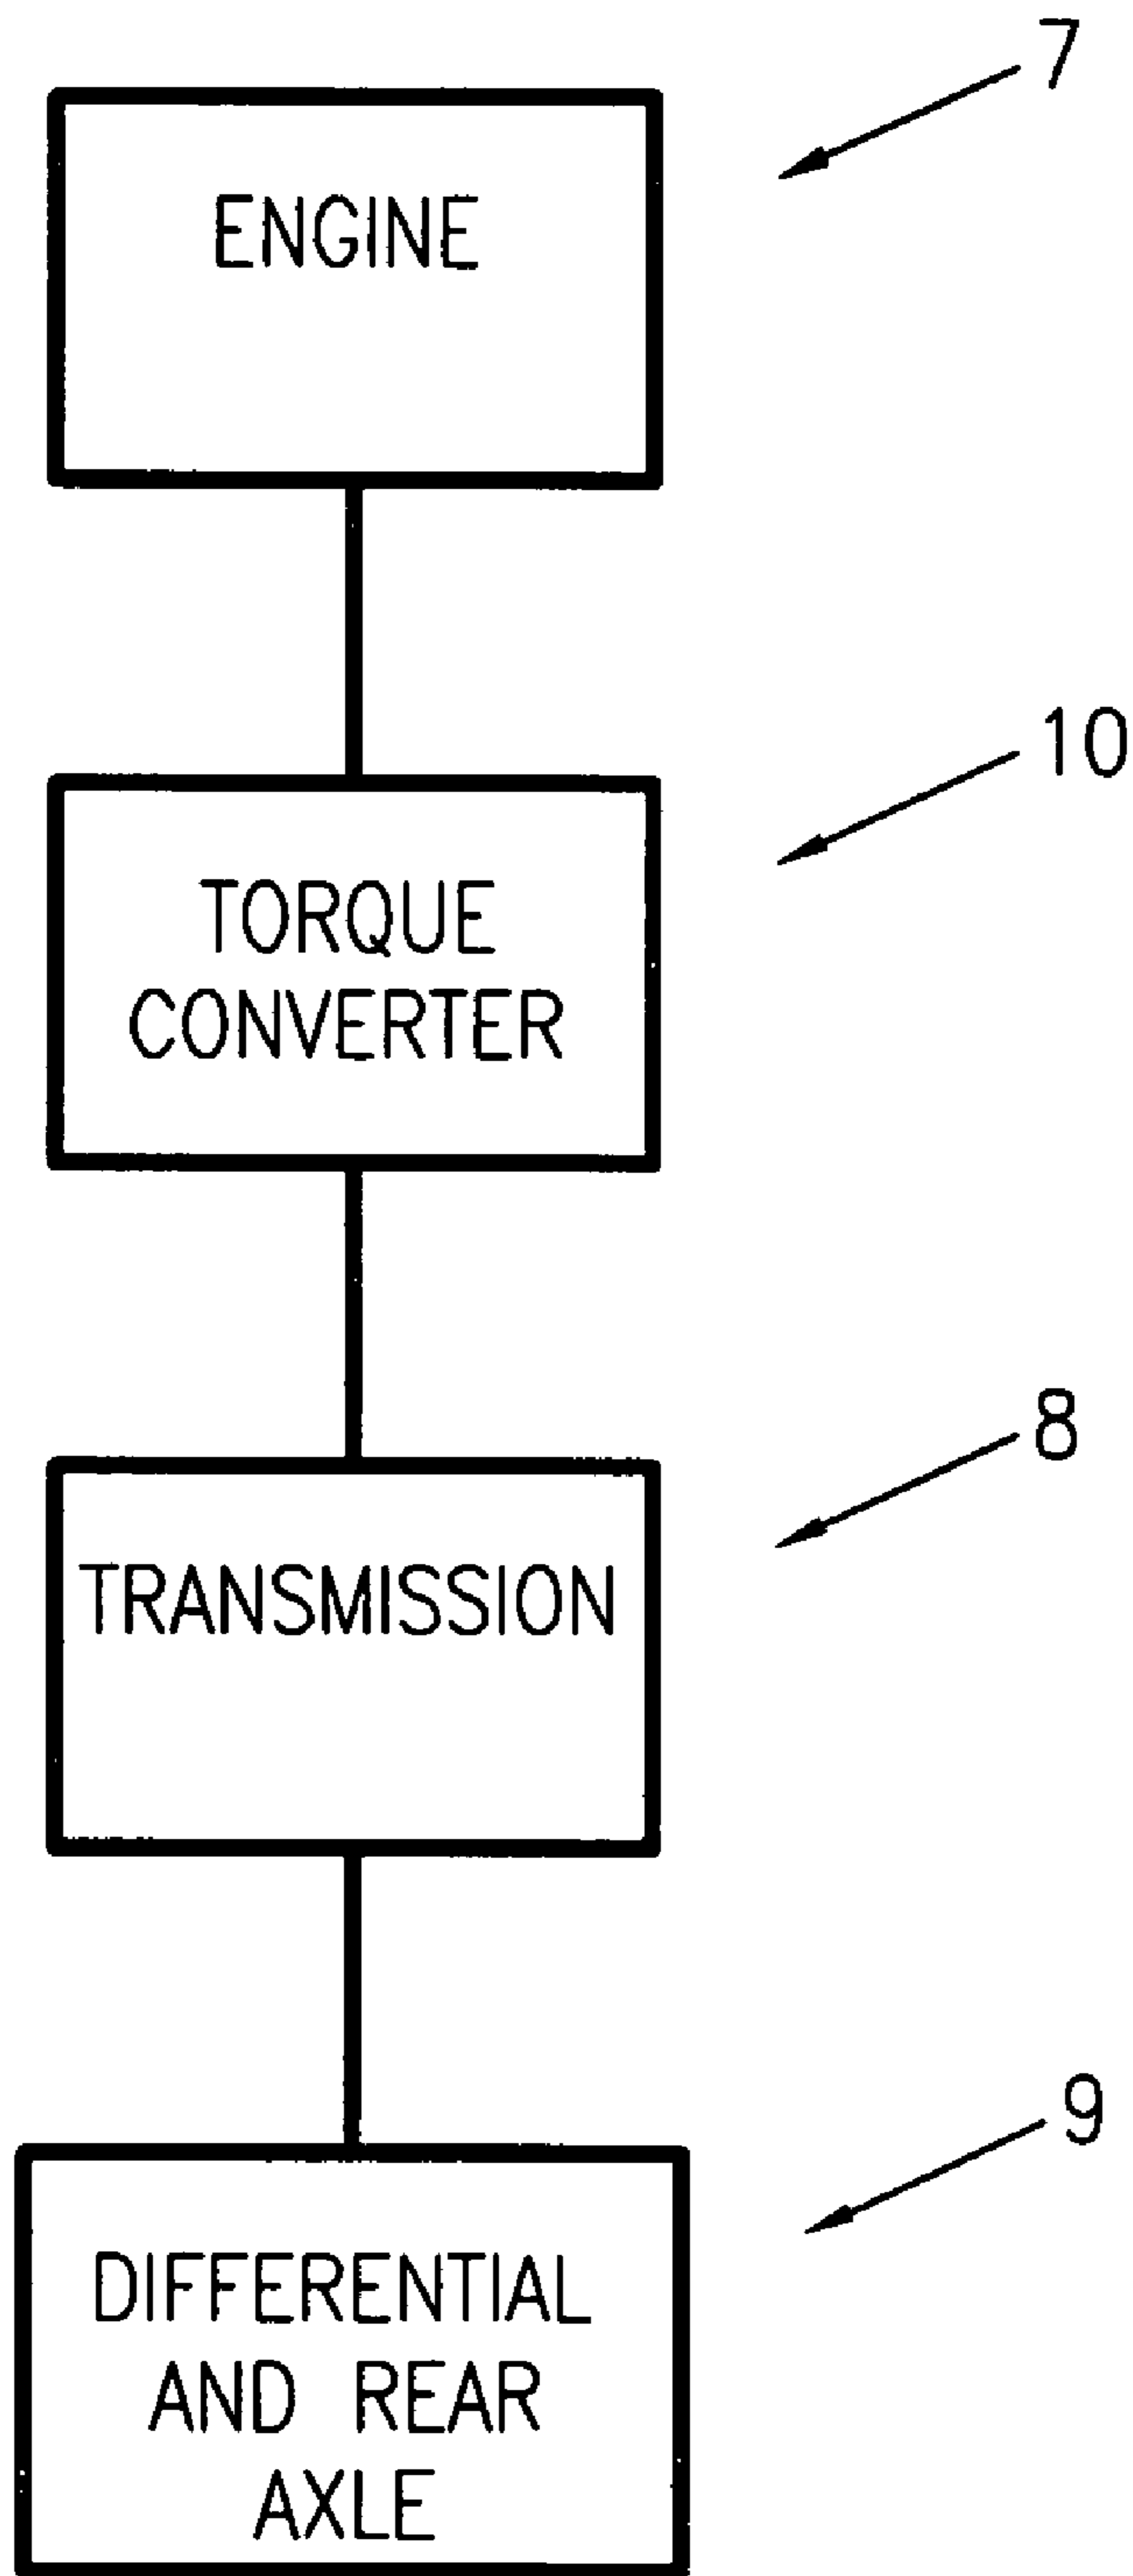 7
ENGINE
10
TORQUE
CONVERTER
8
TRANSMISSION
9
DIFFERENTIAL
AND REAR
AXLE